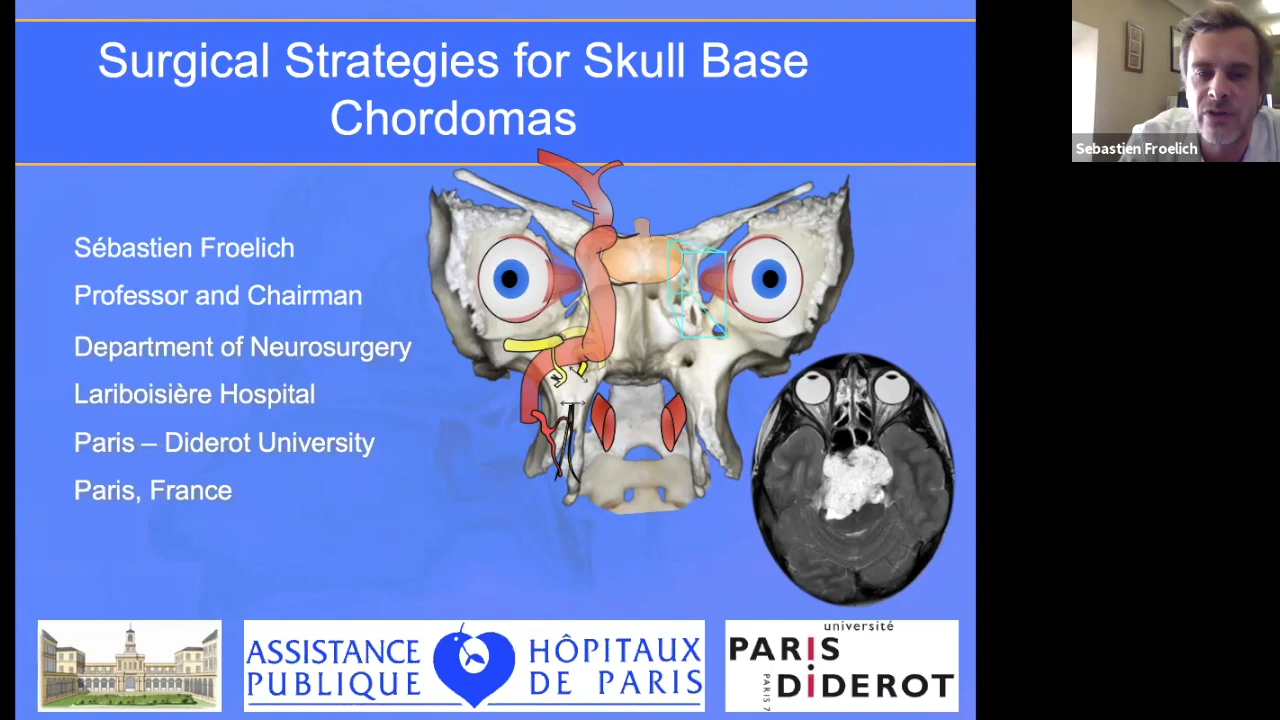 Surgical Strategies for Skull Base
Chordomas
Sebastien Froelich
Sébastien Froelich
Professor and Chairman
Department of Neurosurgery
Lariboisière Hospital
Paris – Diderot University
Paris, France
ASSISTANCE
PUBLIQUE
HÔPITAUX
DE PARIS
université
PARIS
DiDEROT
PARIS 7